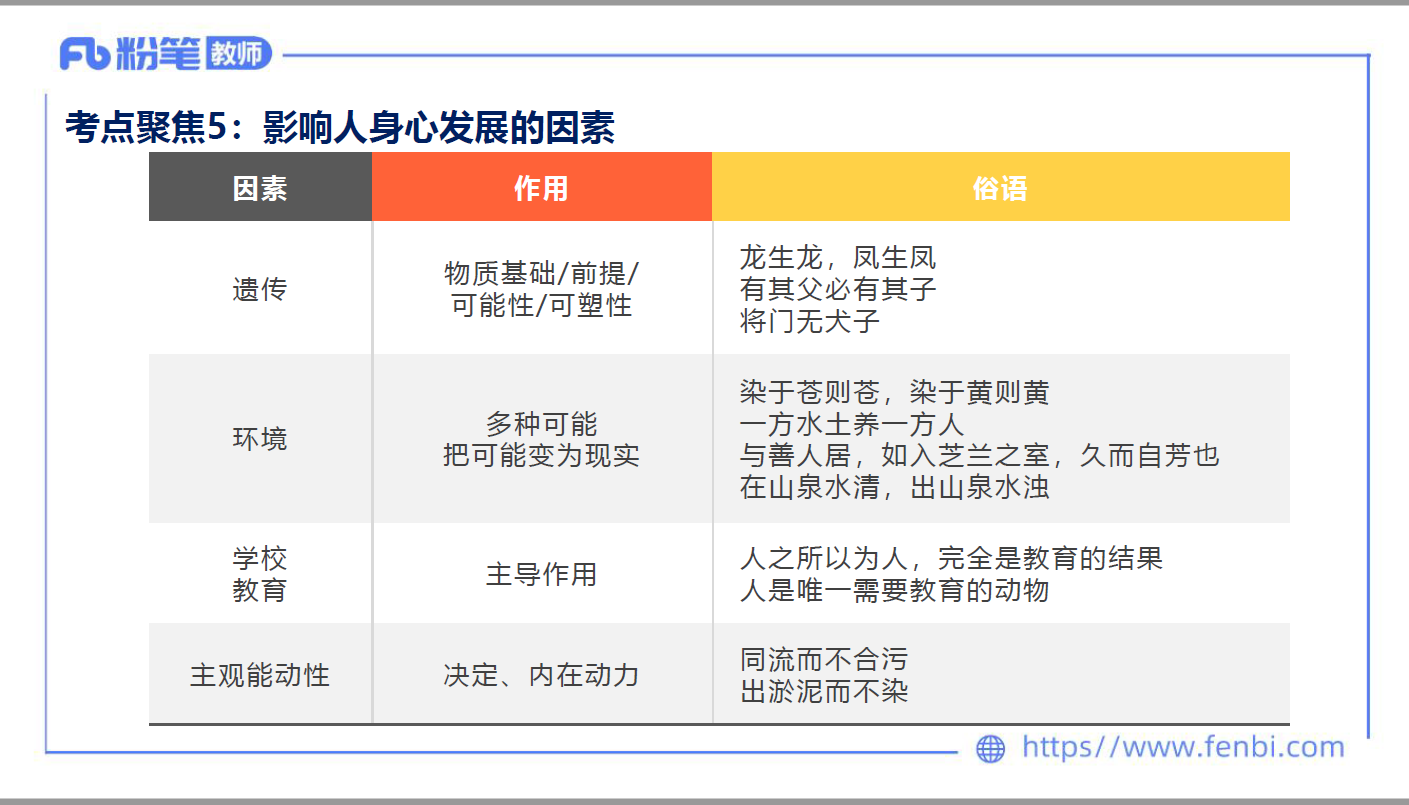 Fb粉笔教师
考点聚焦5：影响人身心发展的因素
因素
作用
俗语
遗传
物质基础/前提/
可能性/可塑性
龙生龙，凤生凤
有其父必有其子
将门无犬子
环境
多种可能
把可能变为现实
染于苍则苍，染于黄则黄
一方水土养一方人
与善人居，如入芝兰之室，久而自芳也
在山泉水清，出山泉水浊
学校
教育
主导作用
人之所以为人，完全是教育的结果
人是唯一需要教育的动物
主观能动性
决定、内在动力
同流而不合污
出淤泥而不染
https//www.fenbi.com